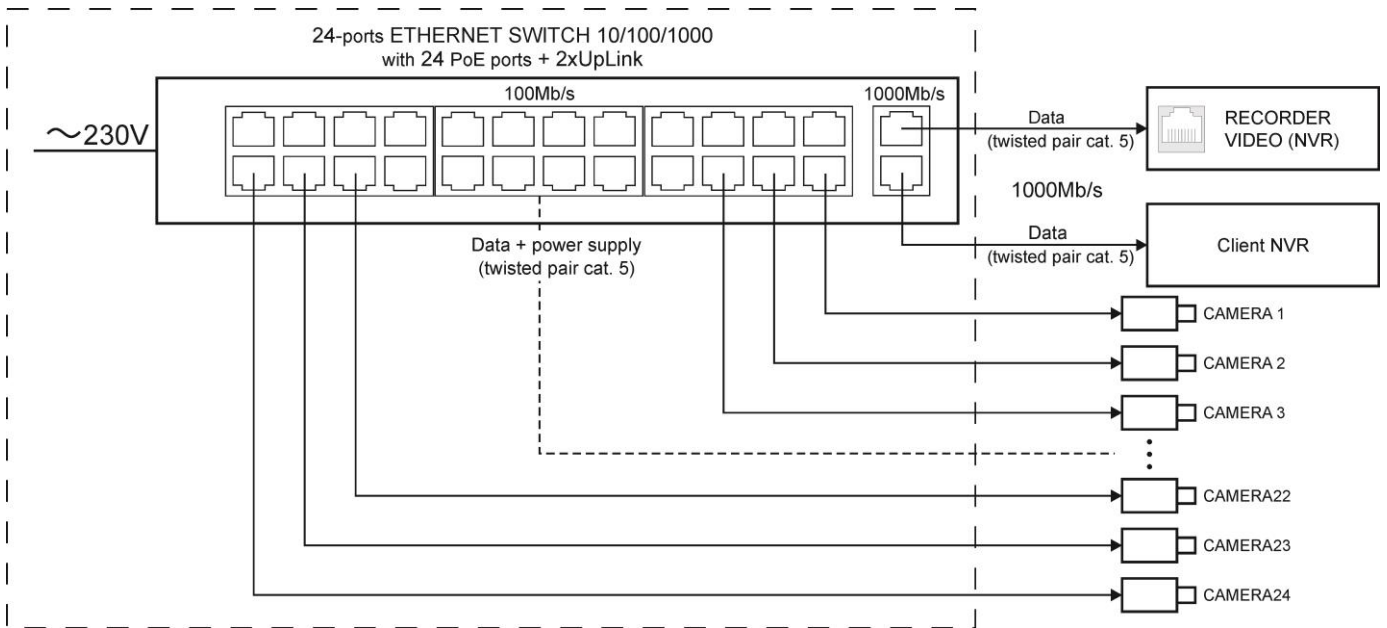 24-ports ETHERNET SWITCH 10/100/1000
with 24 PoE ports + 2xUpLink
100Mb/s
1000Mb/s
~230V
Data
(twisted pair cat. 5)
RECORDER
VIDEO (NVR)
1000Mb/s
Data + power supply
(twisted pair cat. 5)
Data
(twisted pair cat. 5)
Client NVR
CAMERA 1
CAMERA 2
CAMERA 3
CAMERA22
CAMERA23
CAMERA24